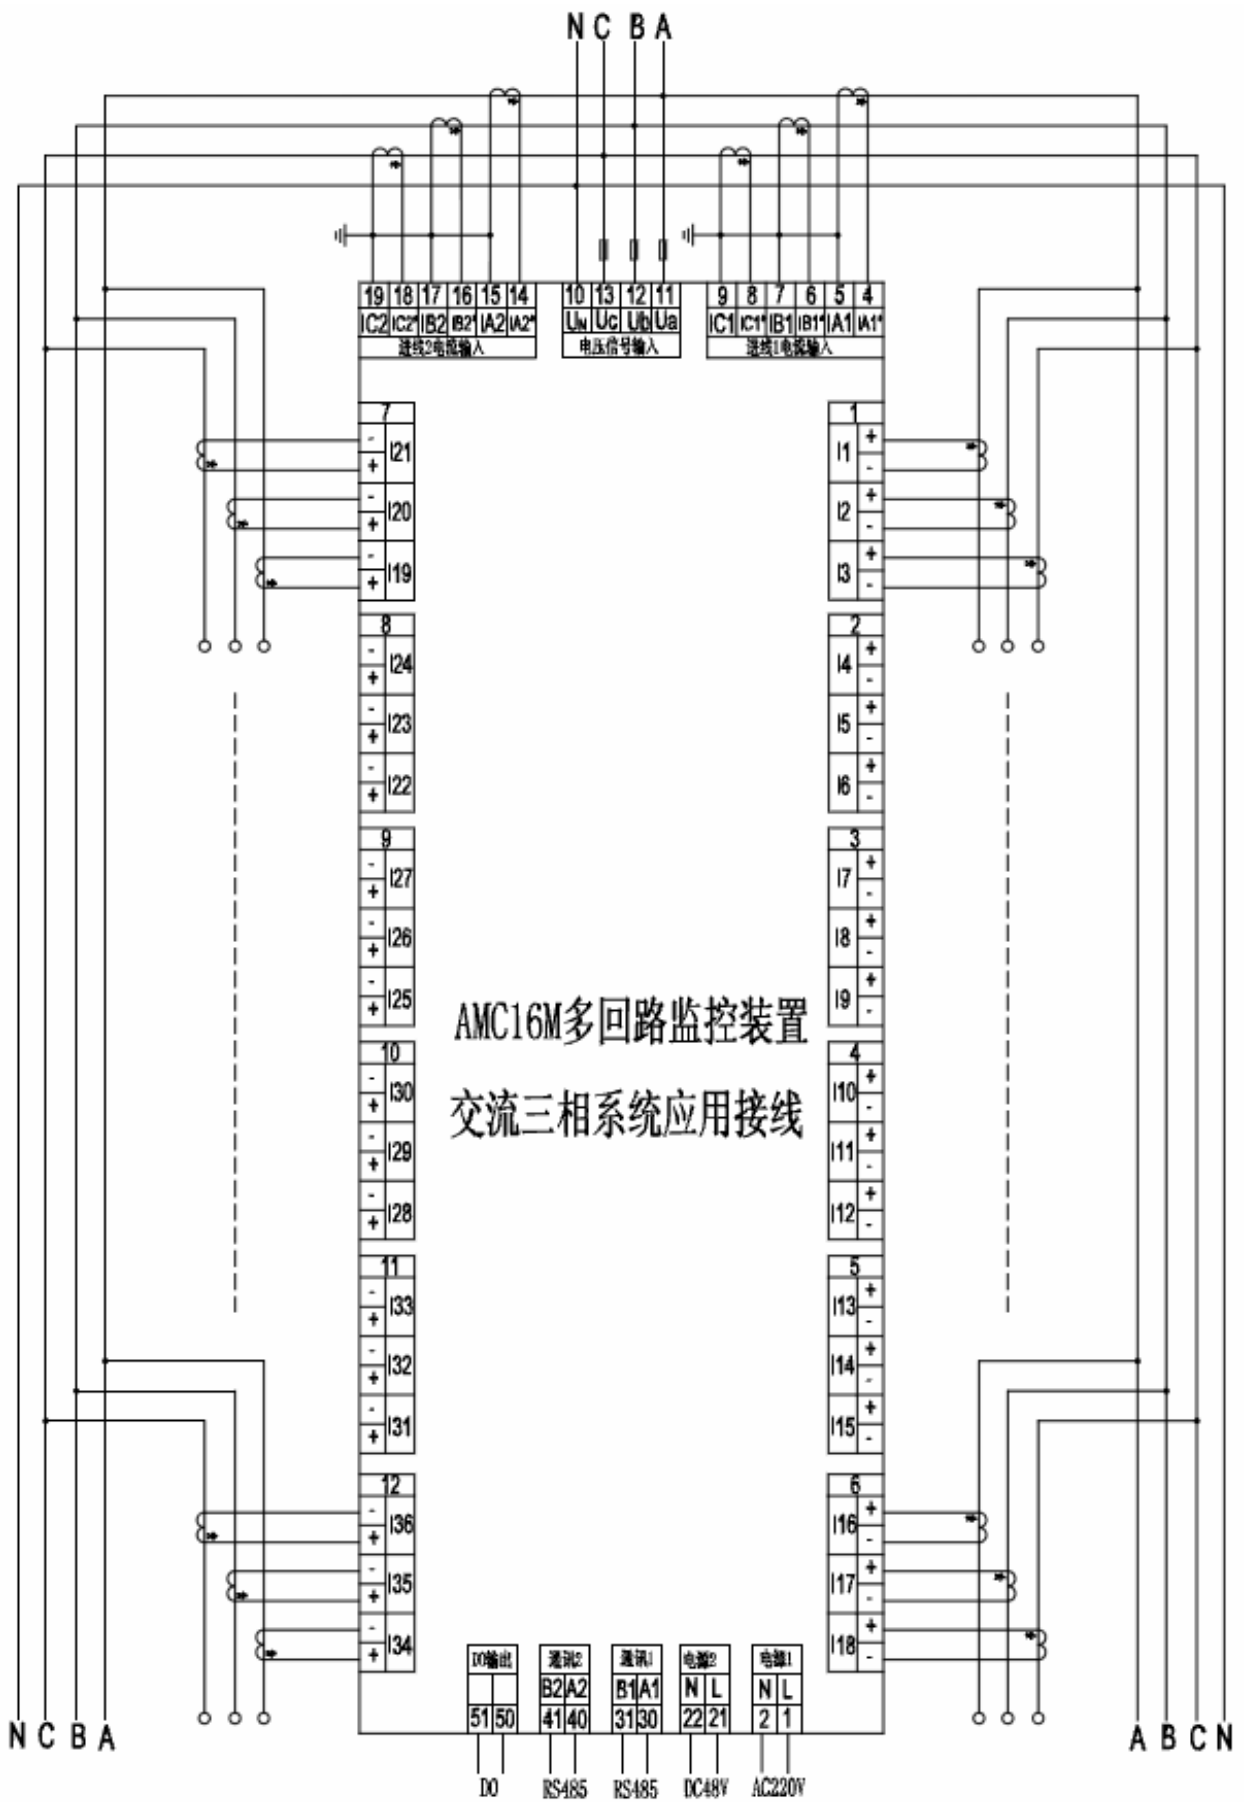 N C B A
19 18 17 16 15 14 10 13 12 11 9 8 7 6 5 4
IC2 IC2* IB2 IB2* IA2 IA2* UN Uc Ub Ua IC1 IC1* IB1 IB1* IA1 IA1*
进线2电流输入 电压信号输入 进线1电流输入
7 1
- I21 + I1 + -
- I20 + I2 + -
- I19 + I3 + -
8 2
- I24 + I4 + -
- I23 + I5 + -
- I22 + I6 + -
9 3
- I27 + I7 + -
- I26 + I8 + -
- I25 + I9 + -
AMC16M多回路监控装置
10 4
- I30 + I10 + -
- I29 + I11 + -
- I28 + I12 + -
交流三相系统应用接线
11 5
- I33 + I13 + -
- I32 + I14 + -
- I31 + I15 + -
12 6
- I36 + I16 + -
- I35 + I17 + -
- I34 + I18 + -
DO输出 通讯2 通讯1 电源2 电源1
B2 A2 B1 A1 N L N L
51 50 41 40 31 30 22 21 2 1
N C B A A B C N
DO RS485 RS485 DC48V AC220V